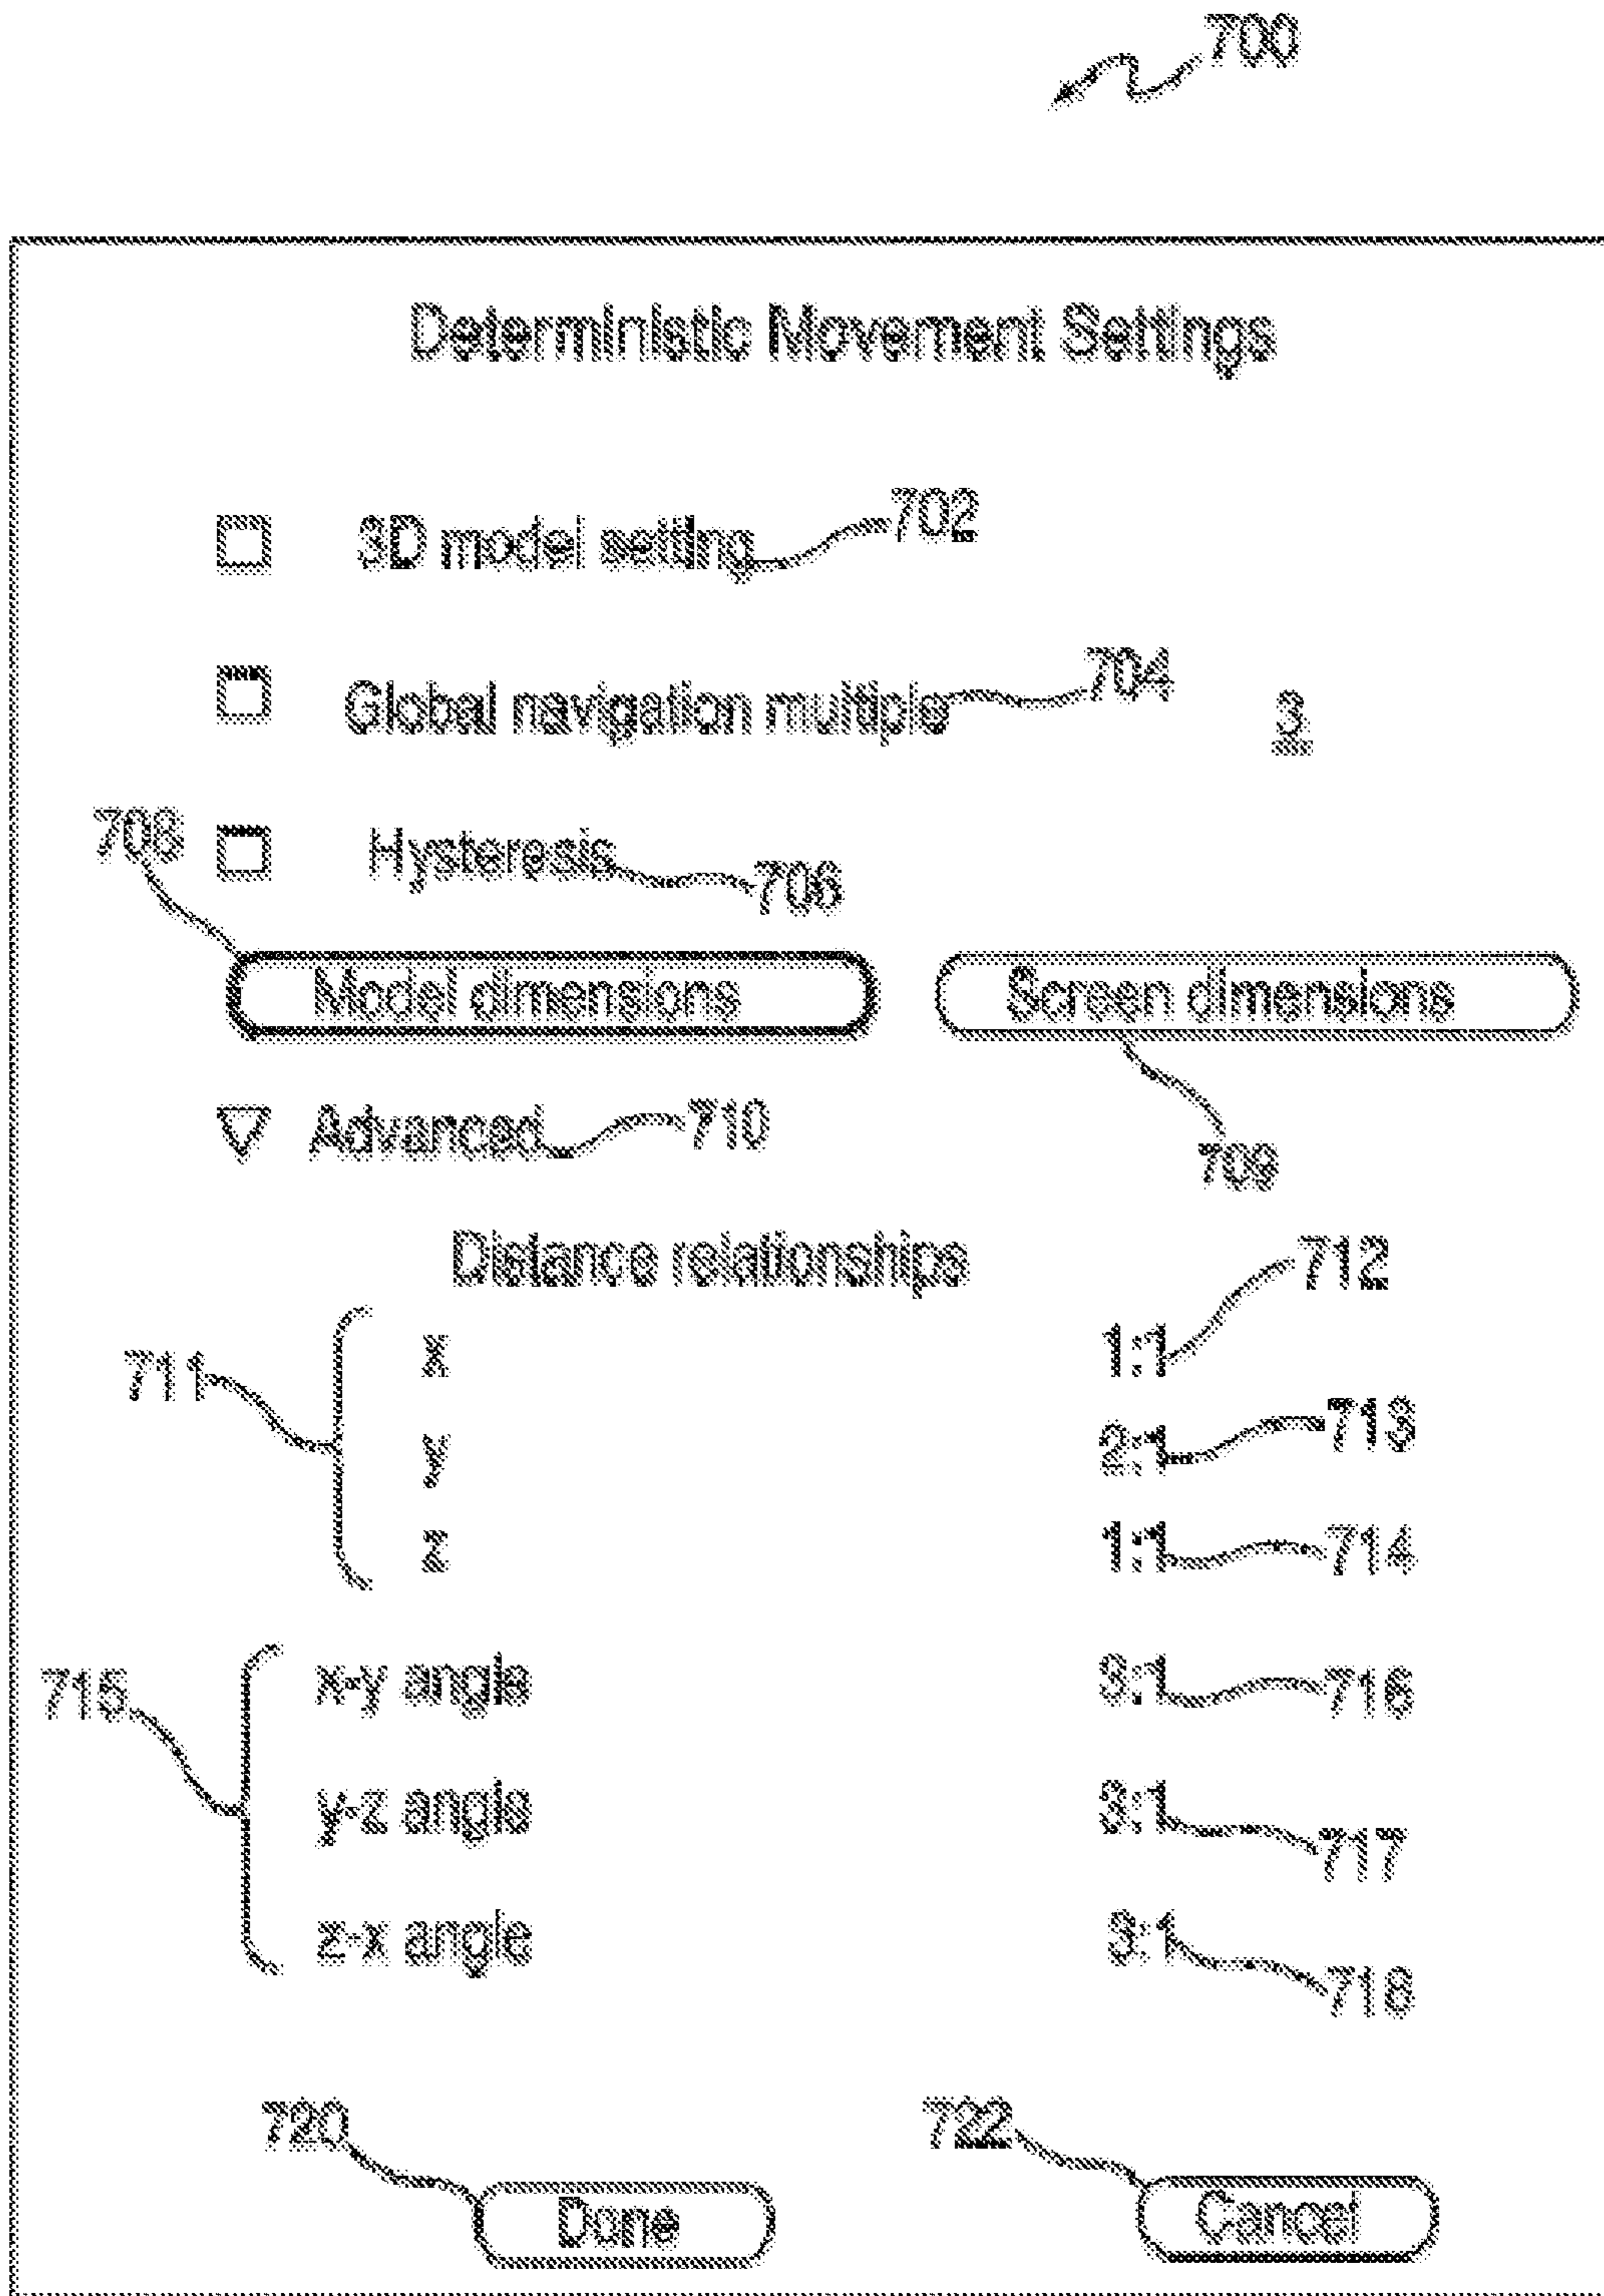 700
Deterministic Movement Settings
3D model setting 702
Global navigation multiple 704 3
708 Hysteresis 706
Model dimensions Screen dimensions
Advanced 710
709
Distance relationships
712
711 x 1:1
y 2:1 713
z 1:1 714
715 x-y angle 3:1 716
y-z angle 3:1 717
z-x angle 3:1 718
720 722
Done Cancel